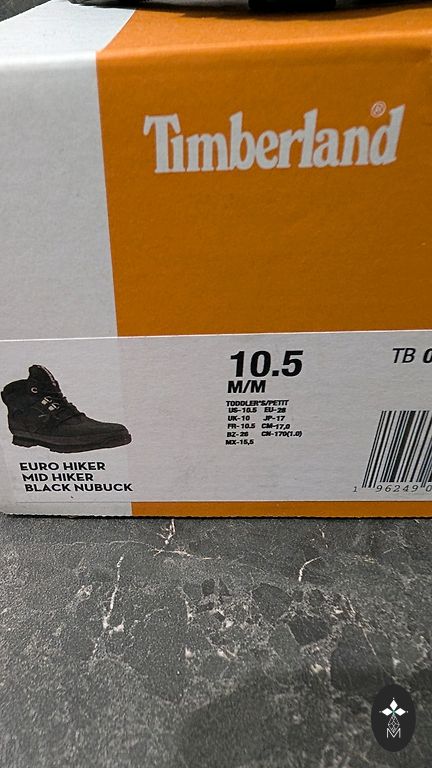 Timberland®
10.5
M/M
TB 0
TODDLER'S/PETIT
US-10.5 EU-28
UK-10 JP-17
FR-10.5 CM-17,0
BZ-26 CN-170(1.0)
MX-15,5
EURO HIKER
MID HIKER
BLACK NUBUCK
1 96249 0
M